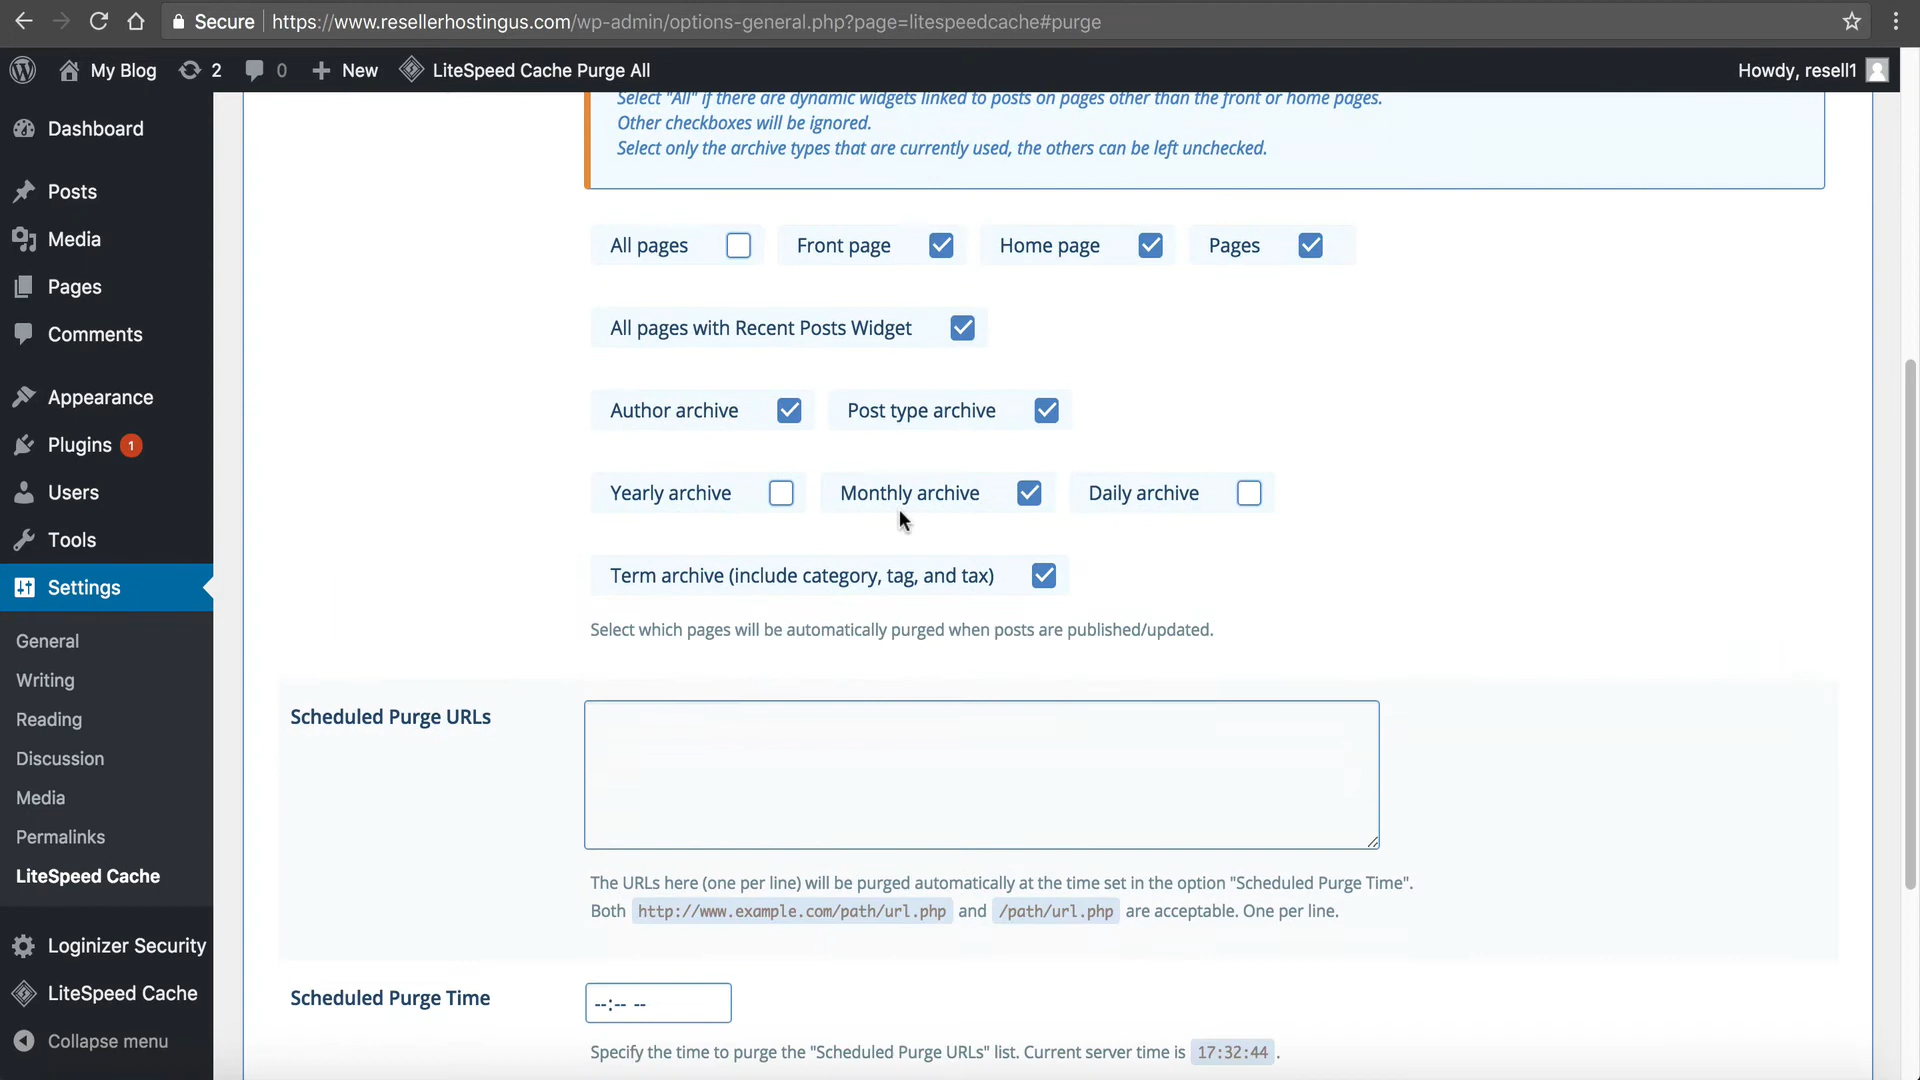 Secure https://www.resellerhostingus.com/wp-admin/options-general.php?page=litespeedcache#purge
My Blog 2 0 New LiteSpeed Cache Purge All Howdy, resell1
Dashboard
Posts
Media
Pages
Comments
Appearance
Plugins 1
Users
Tools
Settings
General
Writing
Reading
Discussion
Media
Permalinks
LiteSpeed Cache
Loginizer Security
LiteSpeed Cache
Collapse menu
Select "All" if there are dynamic widgets linked to posts on pages other than the front or home pages.
Other checkboxes will be ignored.
Select only the archive types that are currently used, the others can be left unchecked.
All pages Front page Home page Pages
All pages with Recent Posts Widget
Author archive Post type archive
Yearly archive Monthly archive Daily archive
Term archive (include category, tag, and tax)
Select which pages will be automatically purged when posts are published/updated.
Scheduled Purge URLs
The URLs here (one per line) will be purged automatically at the time set in the option "Scheduled Purge Time".
Both http://www.example.com/path/url.php and /path/url.php are acceptable. One per line.
Scheduled Purge Time
--:-- --
Specify the time to purge the "Scheduled Purge URLs" list. Current server time is 17:32:44 .